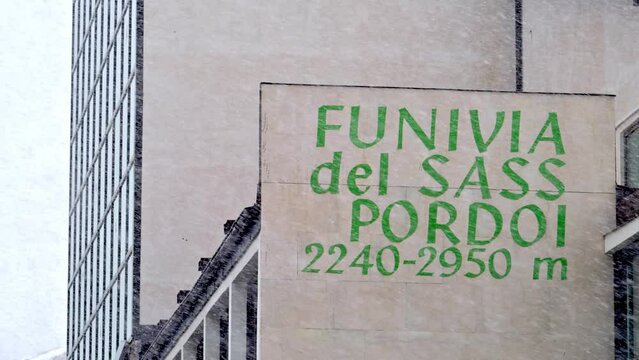 FUNIVIA
del SASS
PORDOI
2240-2950 m